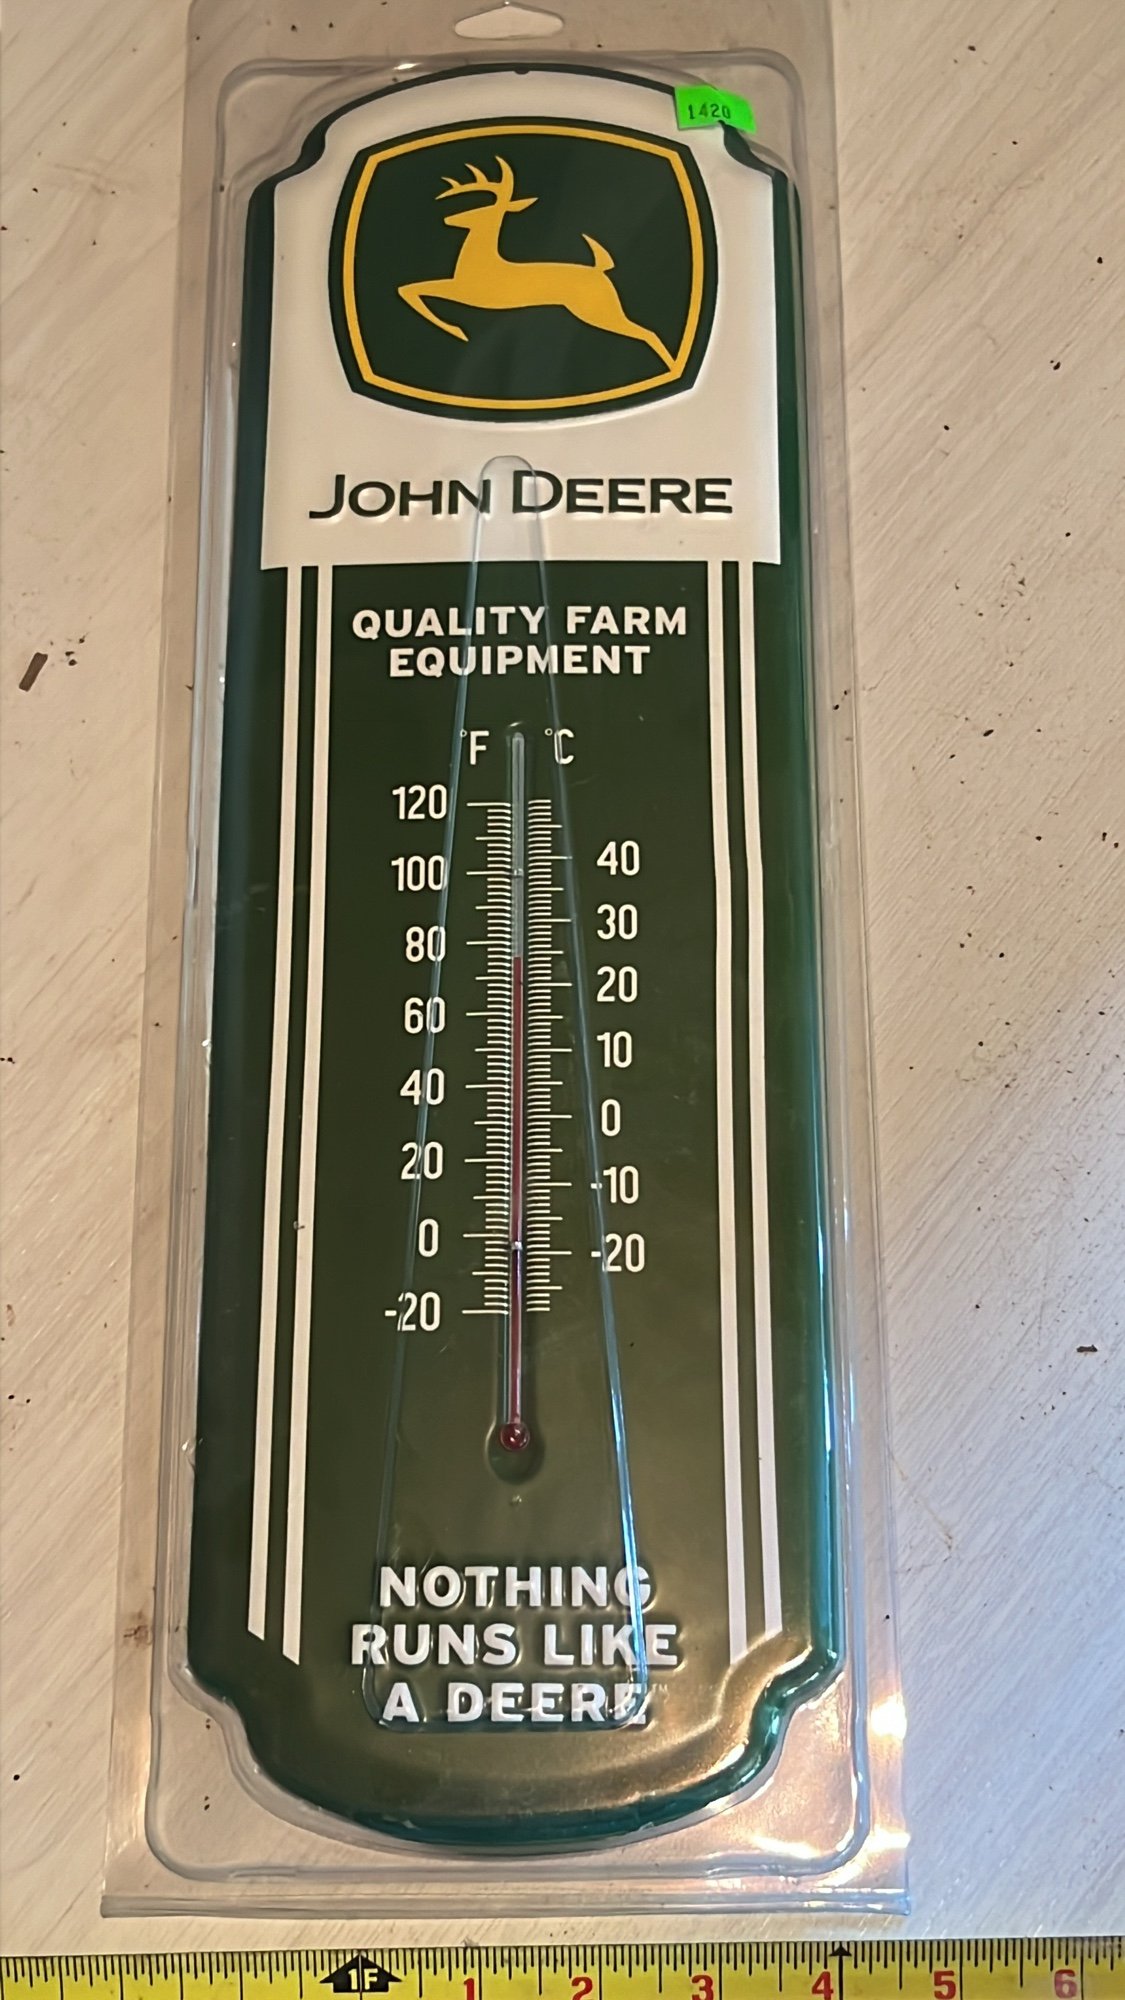 1420
JOHN DEERE
QUALITY FARM
EQUIPMENT
°F °C
120
100 40
80 30
60 20
40 10
20 0
0 -10
-20 -20
NOTHING
RUNS LIKE
A DEERE™
1F 1 2 3 4 5 6